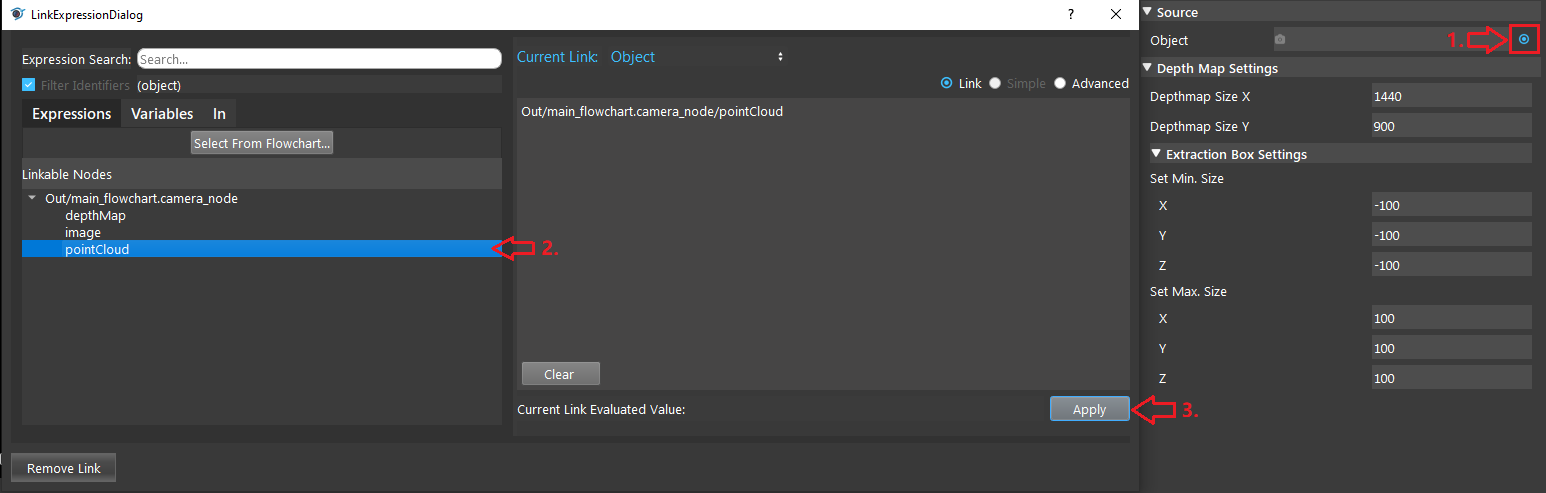 LinkExpressionDialog
?
Expression Search: Search...
Filter Identifiers (object)
Expressions Variables In
Select From Flowchart...
Linkable Nodes
Out/main_flowchart.camera_node
depthMap
image
pointCloud
2.
Current Link: Object
Link Simple Advanced
Out/main_flowchart.camera_node/pointCloud
Clear
Current Link Evaluated Value:
Apply
3.
Remove Link
Source
Object
1.
Depth Map Settings
Depthmap Size X 1440
Depthmap Size Y 900
Extraction Box Settings
Set Min. Size
X -100
Y -100
Z -100
Set Max. Size
X 100
Y 100
Z 100